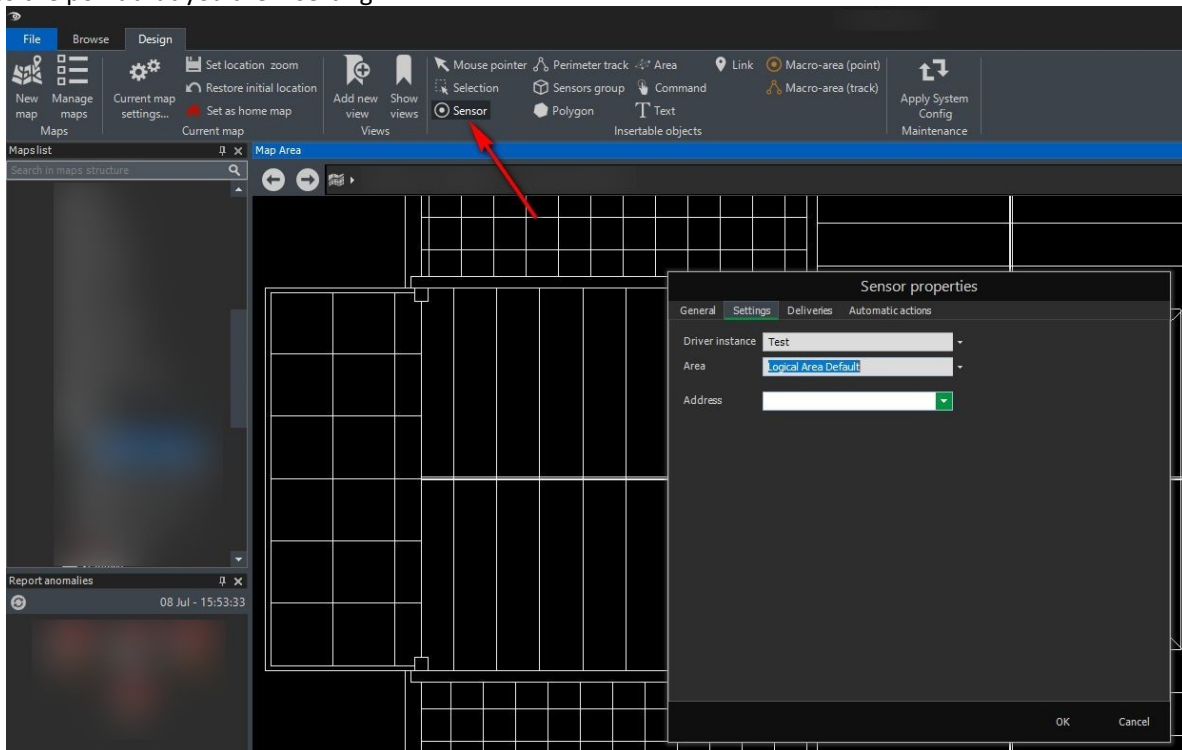 File Browse Design
New map
Manage maps
Maps
Current map settings...
Set location zoom
Restore initial location
Set as home map
Current map
Add new view
Show views
Views
Mouse pointer
Selection
Sensor
Perimeter track
Sensors group
Polygon
Area
Command
Text
Link
Macro-area (point)
Macro-area (track)
Insertable objects
Apply System Config
Maintenance
Maps list
Search in maps structure
Map Area
Sensor properties
General Settings Deliveries Automatic actions
Driver instance Test
Area Logical Area Default
Address
OK Cancel
Report anomalies
08 Jul - 15:53:33